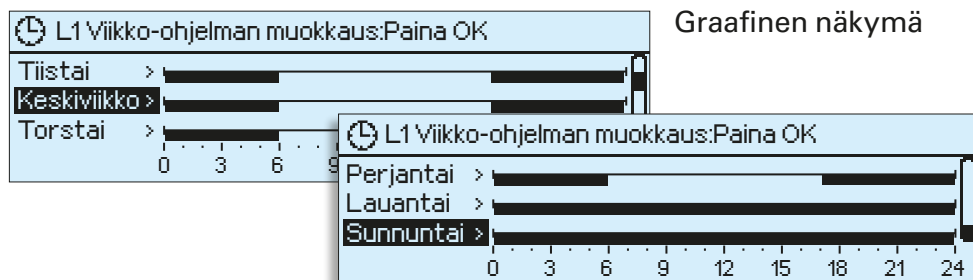 Graafinen näkymä
L1 Viikko-ohjelman muokkaus:Paina OK
Tiistai >
Keskiviikko >
Torstai >
0 3 6 9
L1 Viikko-ohjelman muokkaus:Paina OK
Perjantai >
Lauantai >
Sunnuntai >
0 3 6 9 12 15 18 21 24